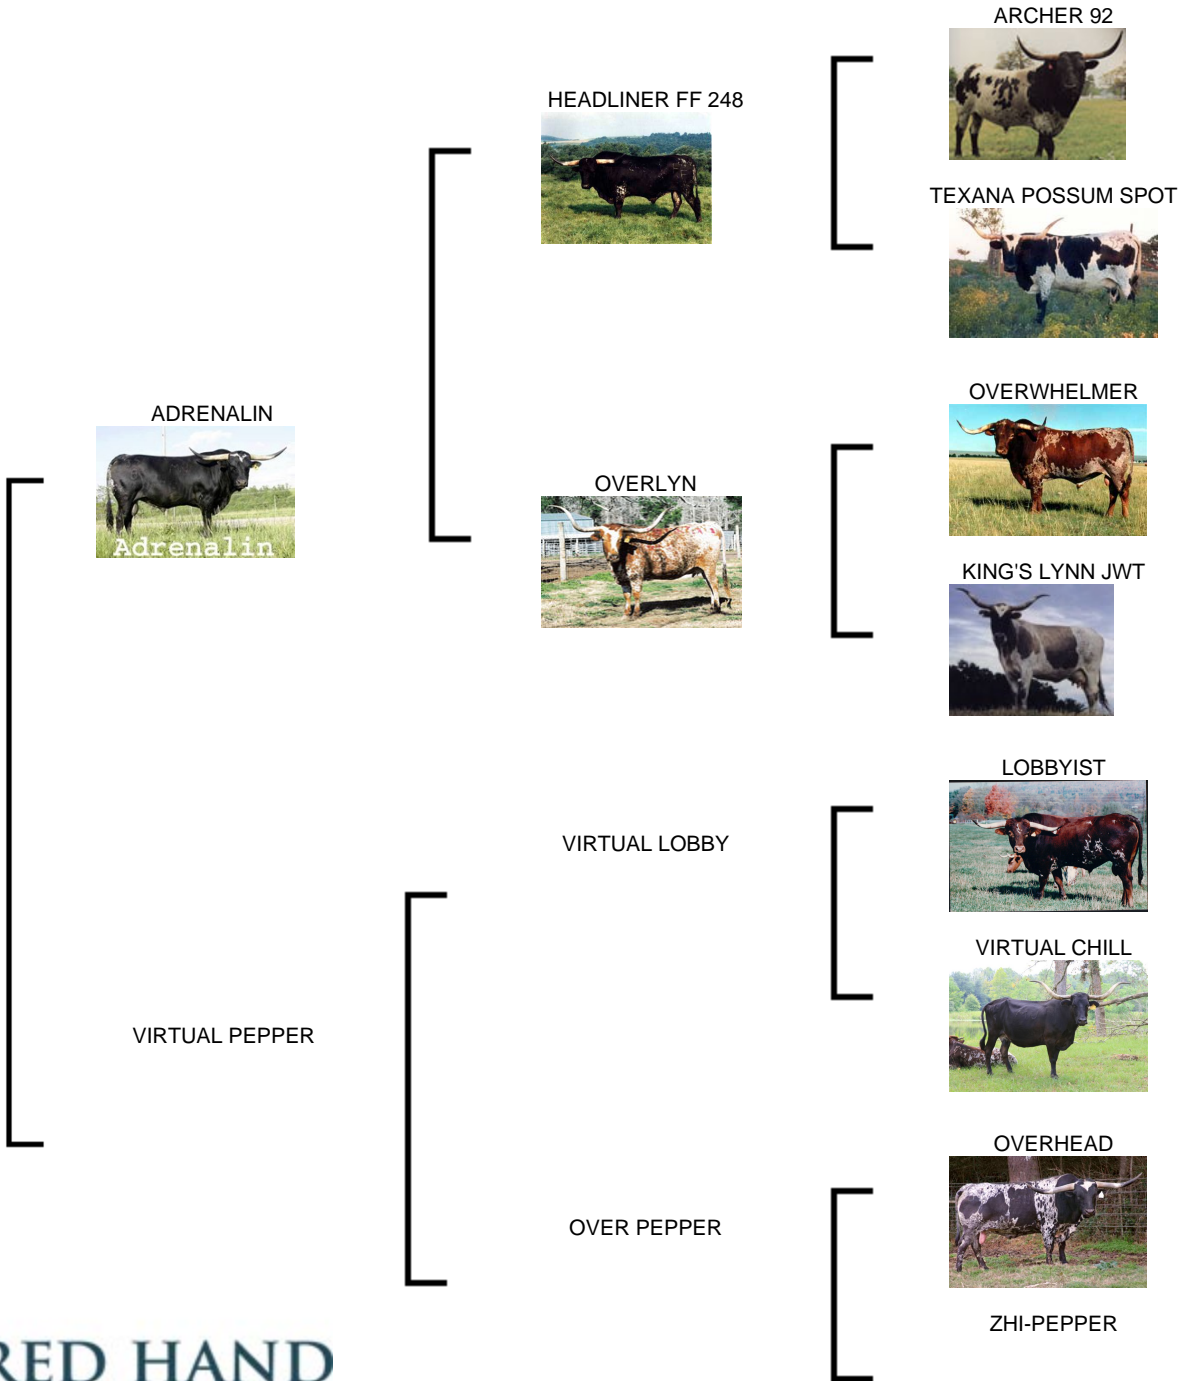 ARCHER 92
HEADLINER FF 248
TEXANA POSSUM SPOT
ADRENALIN
Adrenalin
OVERWHELMER
OVERLYN
KING'S LYNN JWT
LOBBYIST
VIRTUAL LOBBY
VIRTUAL CHILL
VIRTUAL PEPPER
OVERHEAD
OVER PEPPER
ZHI-PEPPER
RED HAND